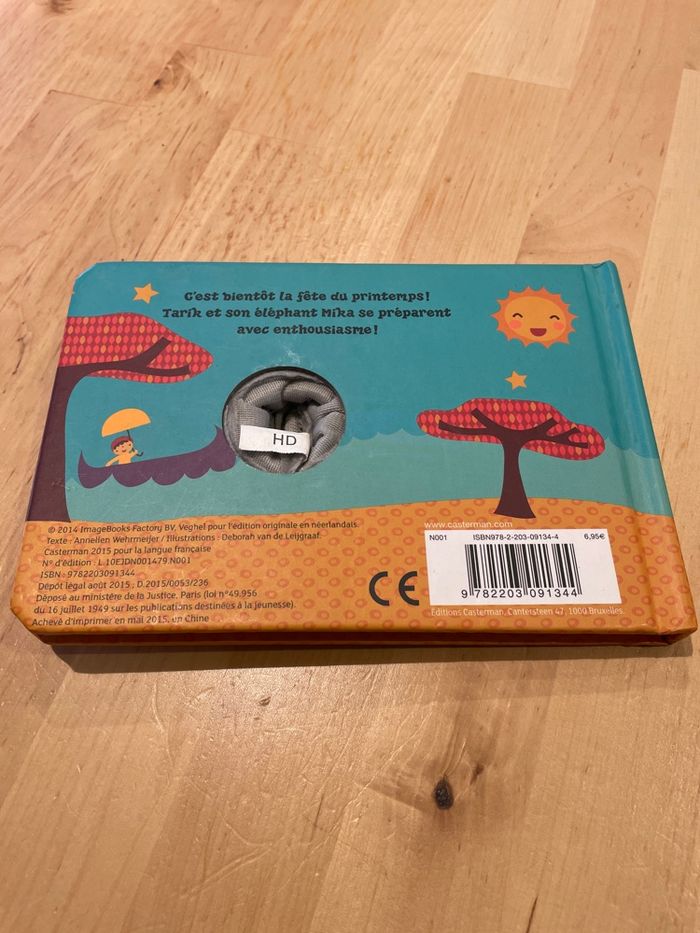 C'est bientôt la fête du printemps!
Tarik et son éléphant Mika se préparent
avec enthousiasme!
HD
© 2014 ImageBooks Factory BV, Veghel pour l'édition originale en néerlandais.
Texte : Annelien Wehrmeijer / Illustrations : Deborah van de Leijgraaf.
Casterman 2015 pour la langue française
N° d'édition : L.10EJDN001479.N001
ISBN : 9782203091344
Dépôt légal août 2015 ; D.2015/0053/236
Déposé au ministère de la Justice, Paris (loi n°49.956
du 16 juillet 1949 sur les publications destinées à la jeunesse).
Achevé d'imprimer en mai 2015, en Chine
CE
www.casterman.com
N001 ISBN978-2-203-09134-4 6,95€
9 782203 091344
Editions Casterman, Cantersteen 47, 1000 Bruxelles.